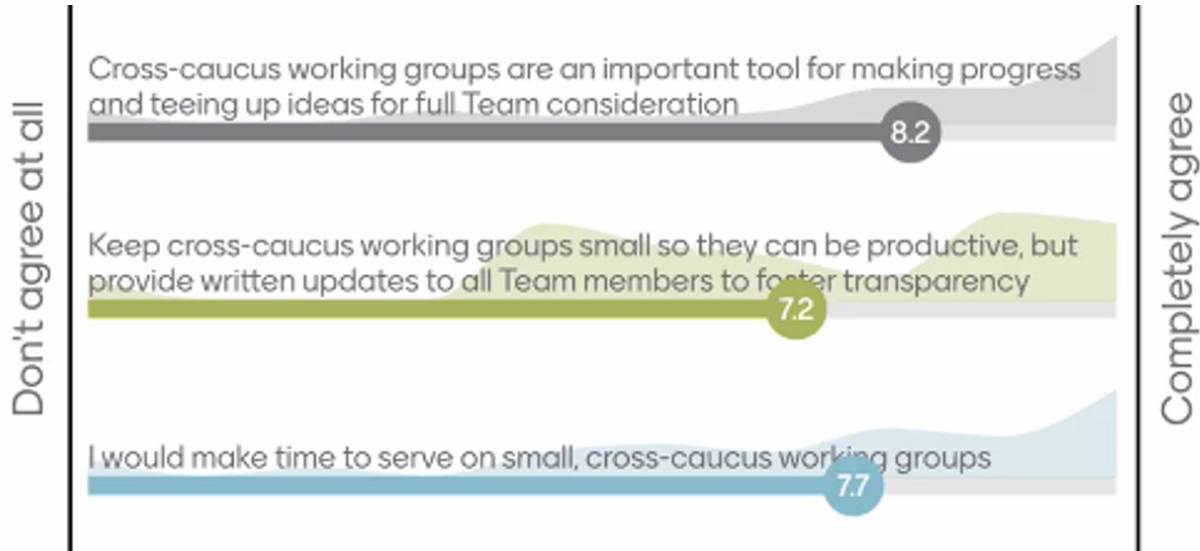 Don't agree at all
Cross-caucus working groups are an important tool for making progress
and teeing up ideas for full Team consideration
8.2
Keep cross-caucus working groups small so they can be productive, but
provide written updates to all Team members to foster transparency
7.2
I would make time to serve on small, cross-caucus working groups
7.7
Completely agree